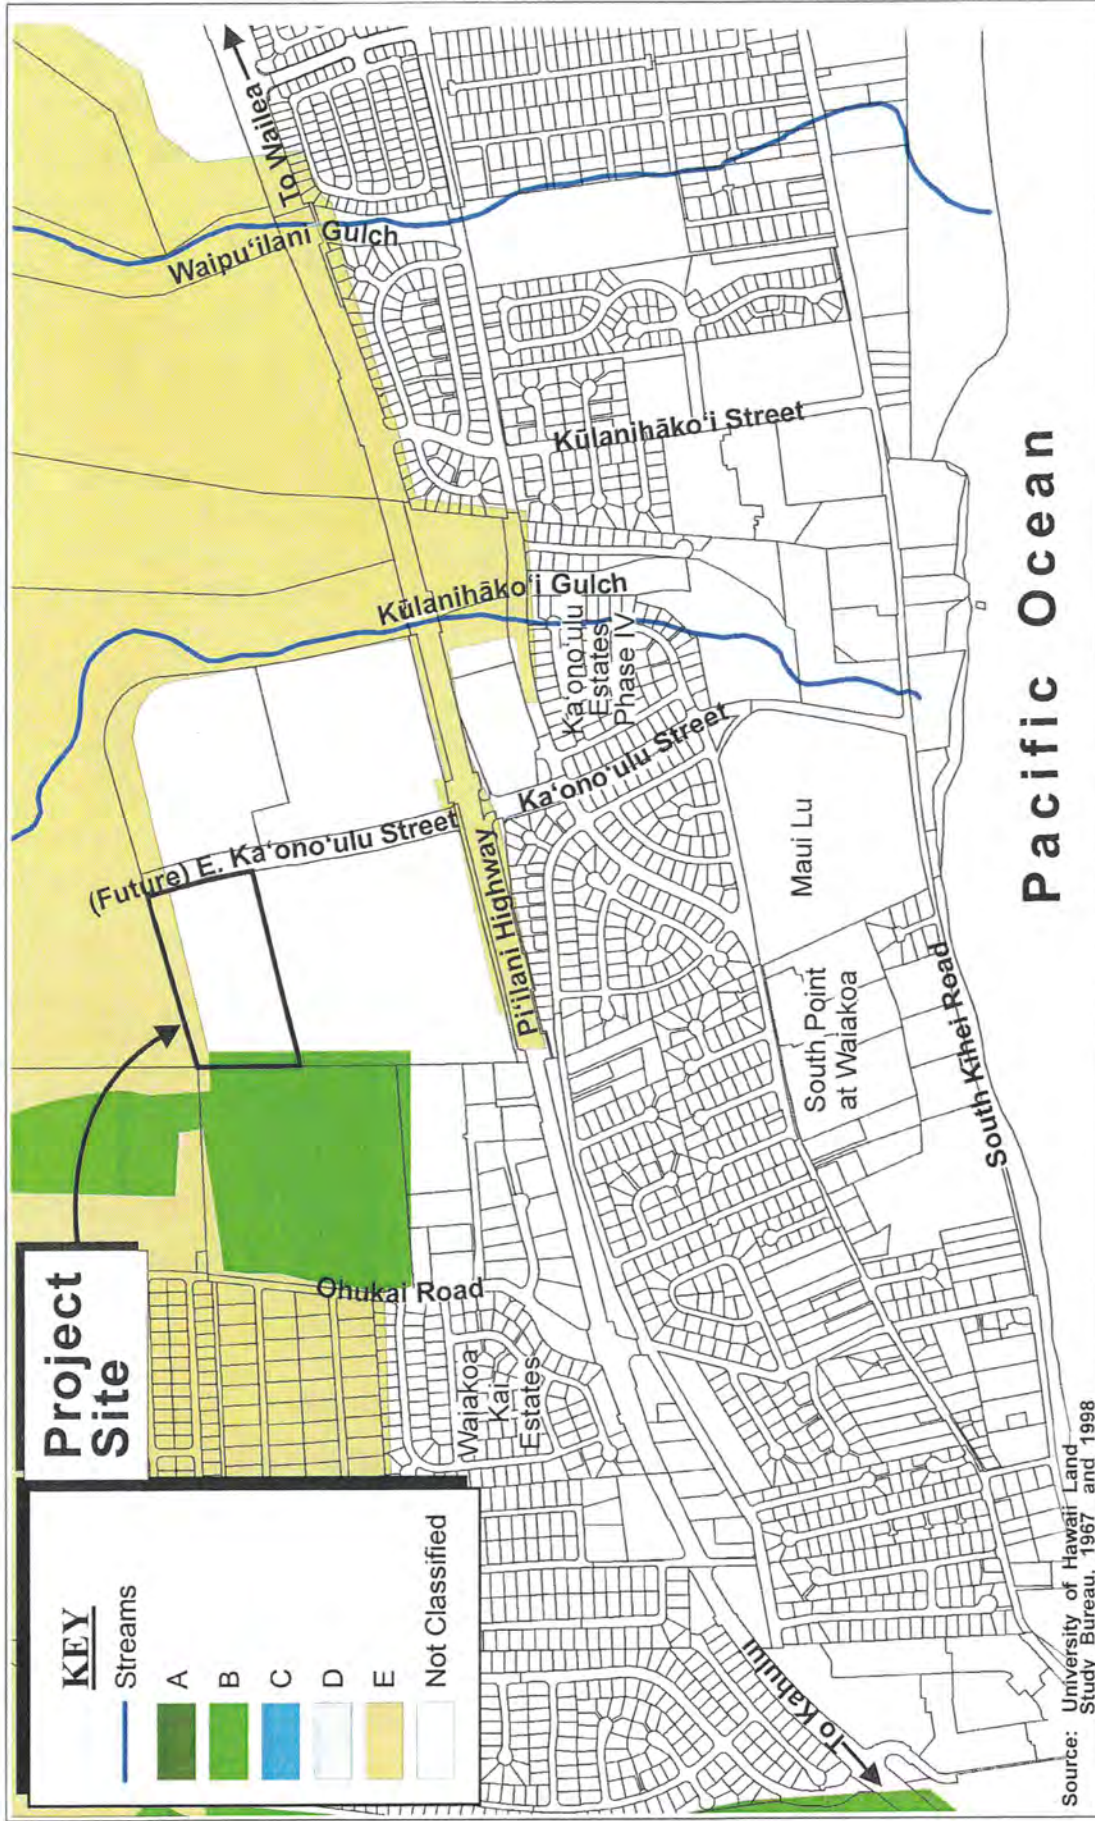 KEY
Streams
A
B
C
D
E
Not Classified
Project
Site
Waipu‘ilani Gulch
To Wailea
Kūlanihāko‘i Gulch
Kūlanihāko‘i Street
(Future) E. Ka‘ono‘ulu Street
Pi‘ilani Highway
Ka‘ono‘ulu
Estates
Phase IV
Ka‘ono‘ulu Street
Ohukai Road
Waiakoa
Kai
Estates
Maui Lu
South Point
at Waiakoa
South Kihei Road
To Kahului
Pacific Ocean
Source: University of Hawaii Land
Study Bureau, 1967 and 1998